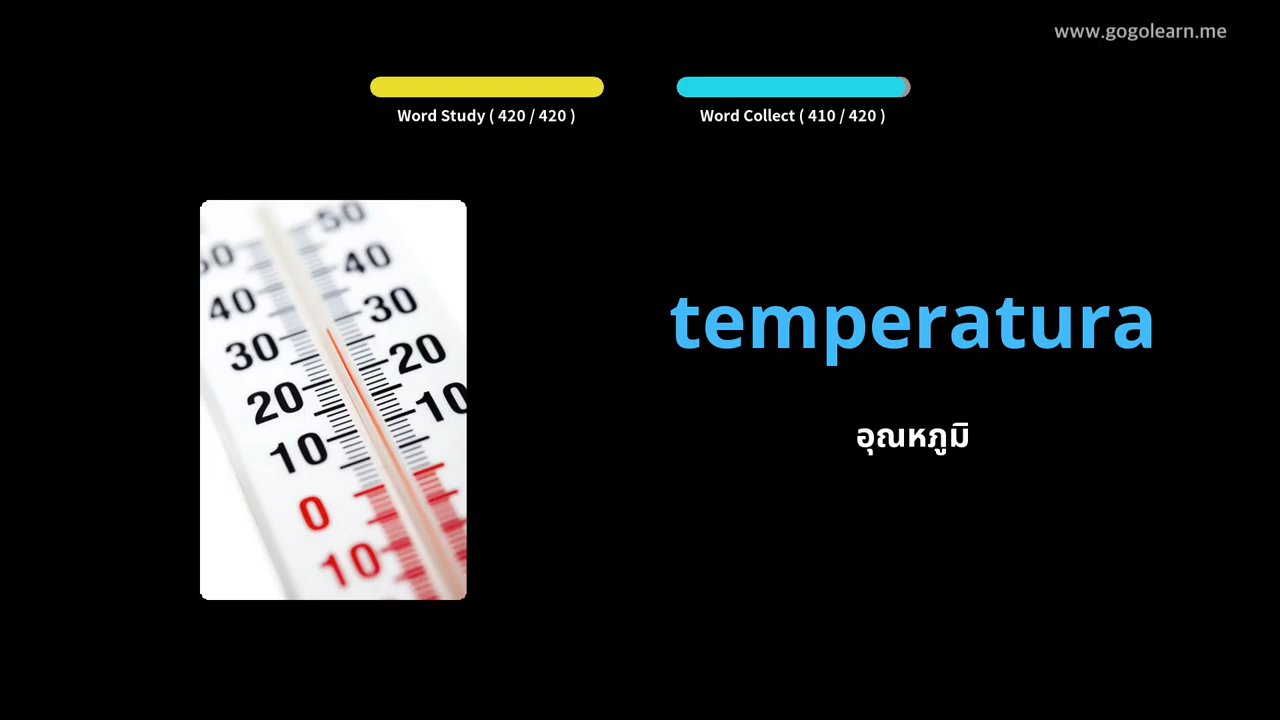 www.gogolearn.me
Word Study ( 420 / 420 )
Word Collect ( 410 / 420 )
50
50
40
40
30
30
20
20
10
10
0
10
temperatura
อุณหภูมิ